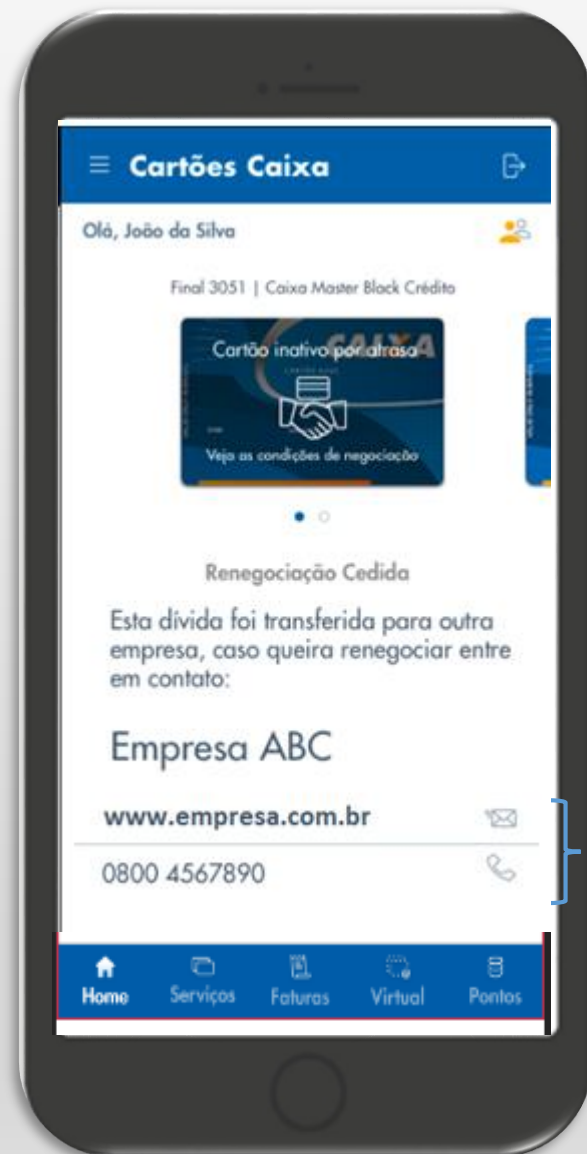 Cartões Caixa
Olá, João da Silva
Final 3051 | Caixa Master Black Crédito
CAIXA
Cartão inativo por atraso
Veja as condições de negociação
Renegociação Cedida
Esta dívida foi transferida para outra
empresa, caso queira renegociar entre
em contato:
Empresa ABC
www.empresa.com.br
0800 4567890
Home Serviços Faturas Virtual Pontos